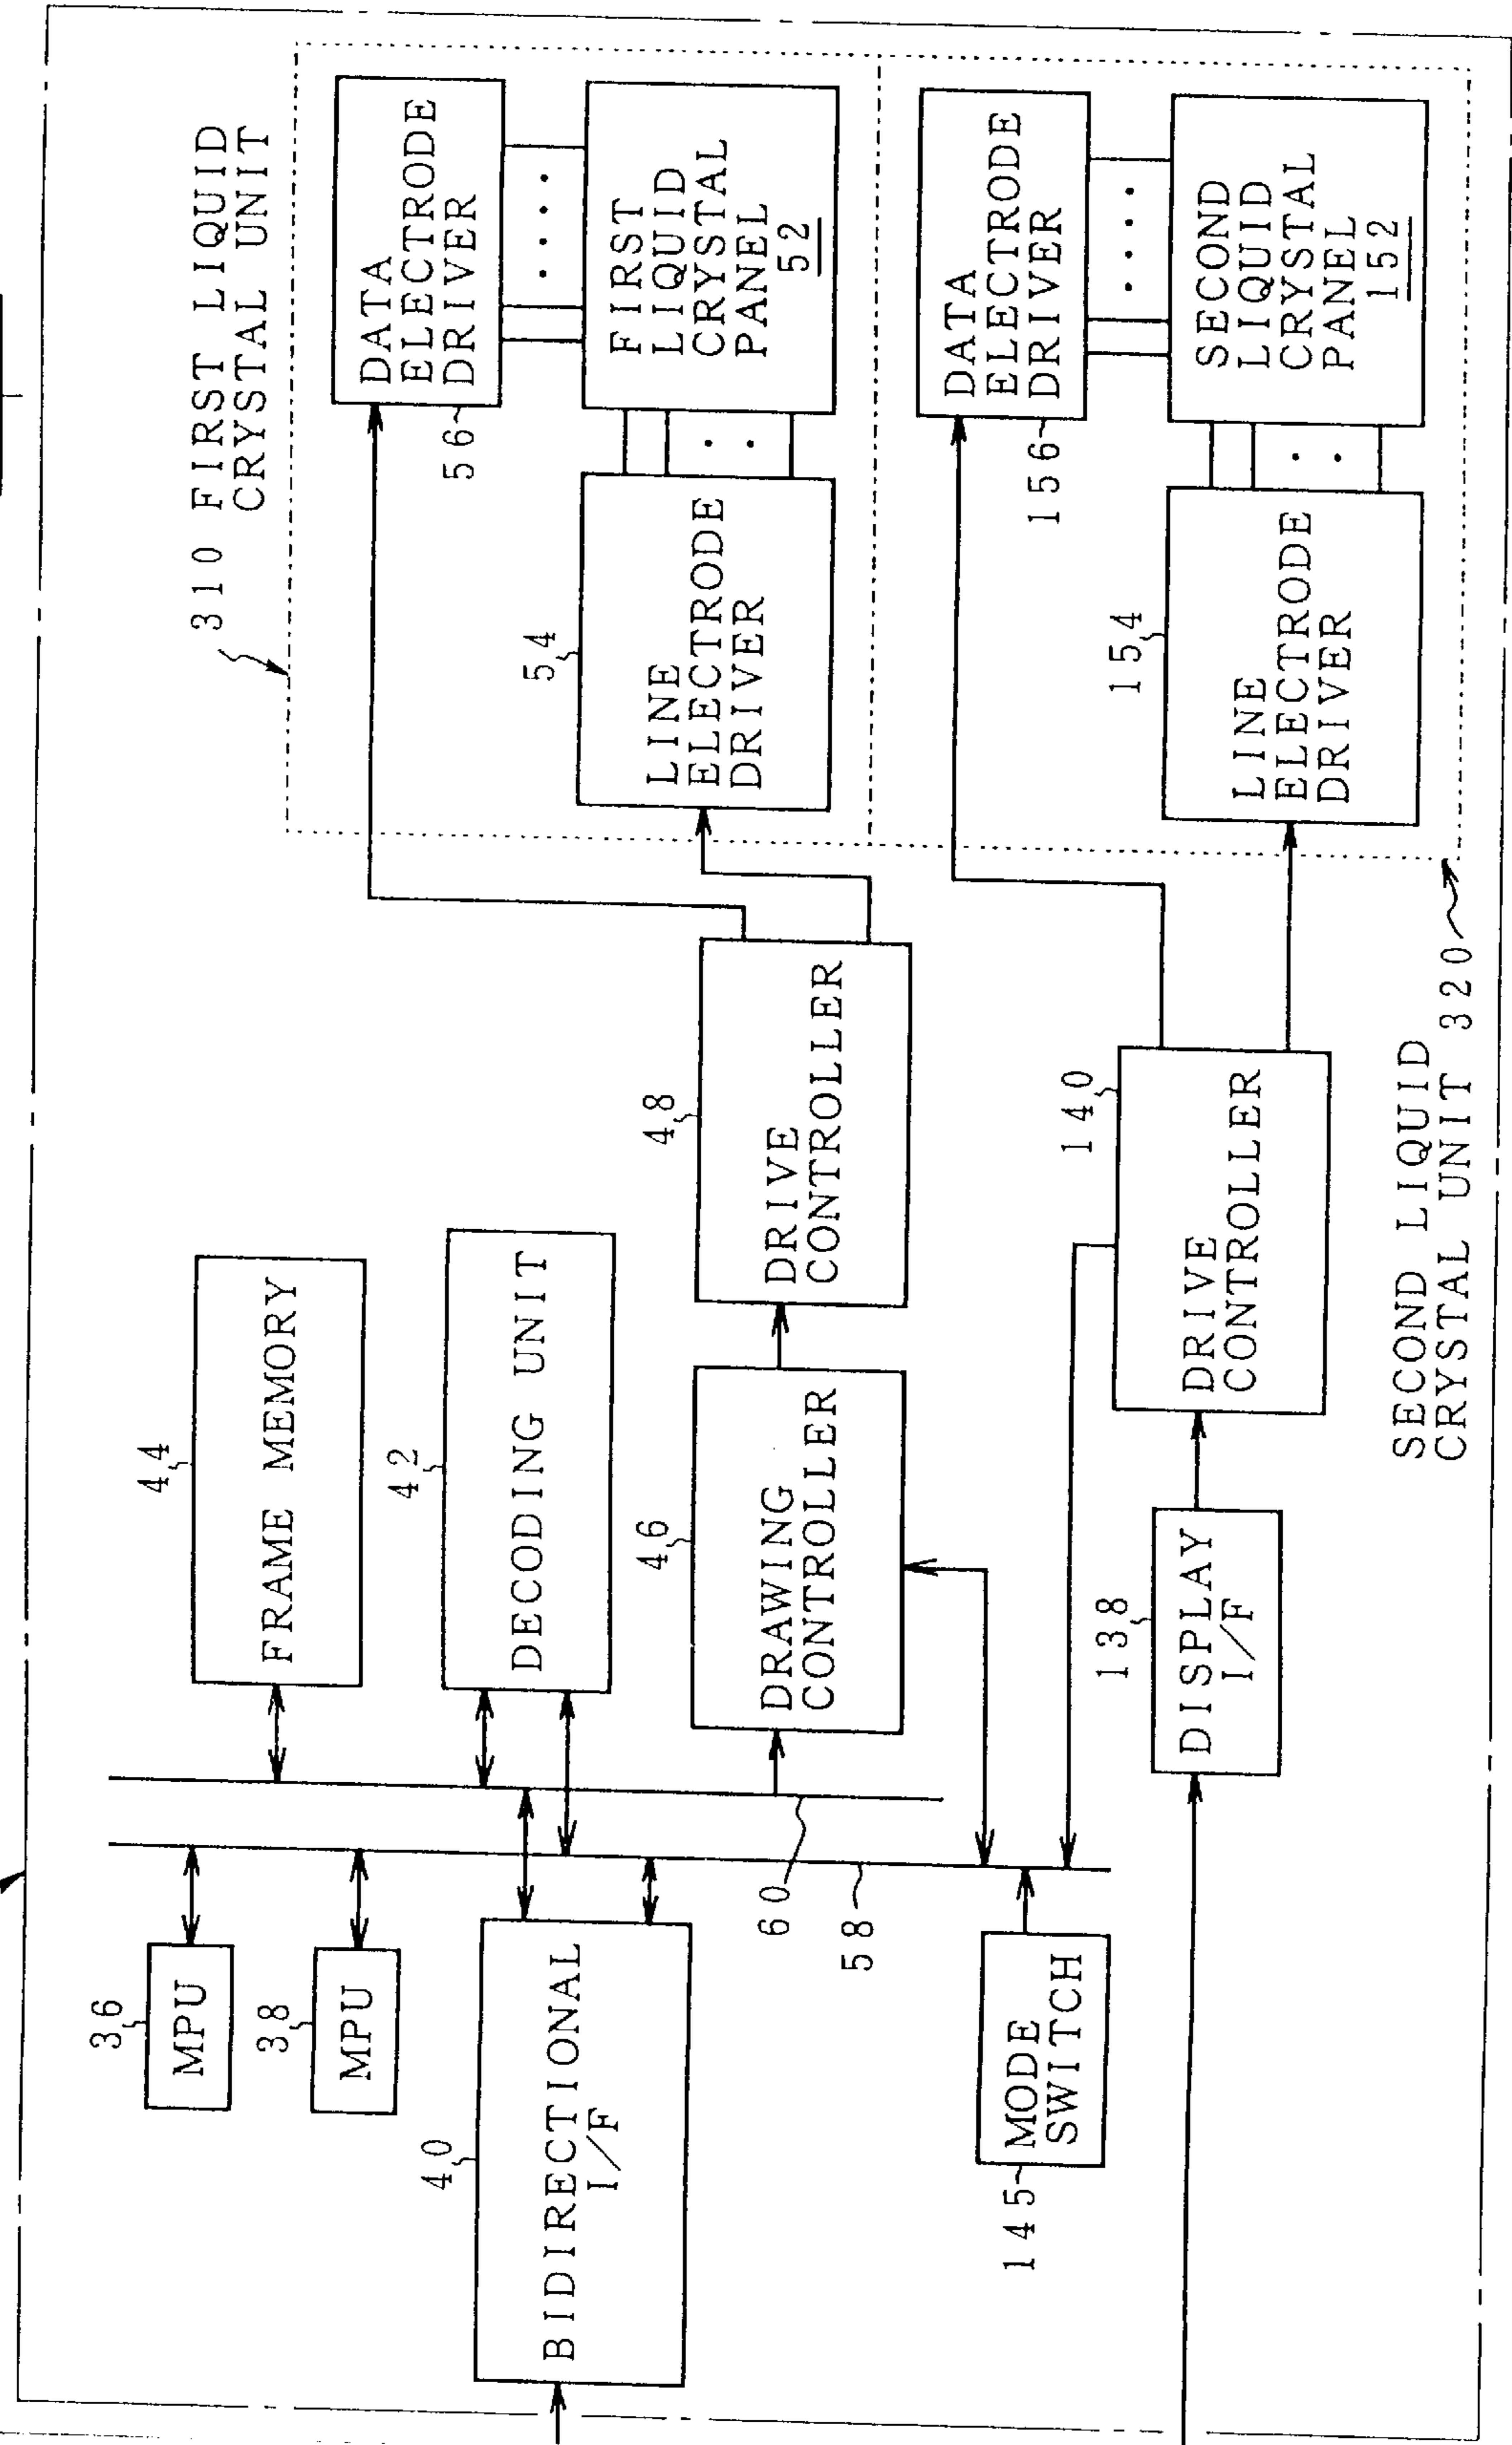 310 FIRST LIQUID
CRYSTAL UNIT
DATA
ELECTRODE
DRIVER
56
FIRST
LIQUID
CRYSTAL
PANEL
52
54
LINE
ELECTRODE
DRIVER
DATA
ELECTRODE
DRIVER
156
SECOND
LIQUID
CRYSTAL
PANEL
152
154
LINE
ELECTRODE
DRIVER
SECOND LIQUID
CRYSTAL UNIT 320
48
DRIVE
CONTROLLER
140
DRIVE
CONTROLLER
44
FRAME MEMORY
42
DECODING UNIT
46
DRAWING
CONTROLLER
138
DISPLAY
I/F
60
58
36
MPU
38
MPU
40
BIDIRECTIONAL
I/F
145
MODE
SWITCH